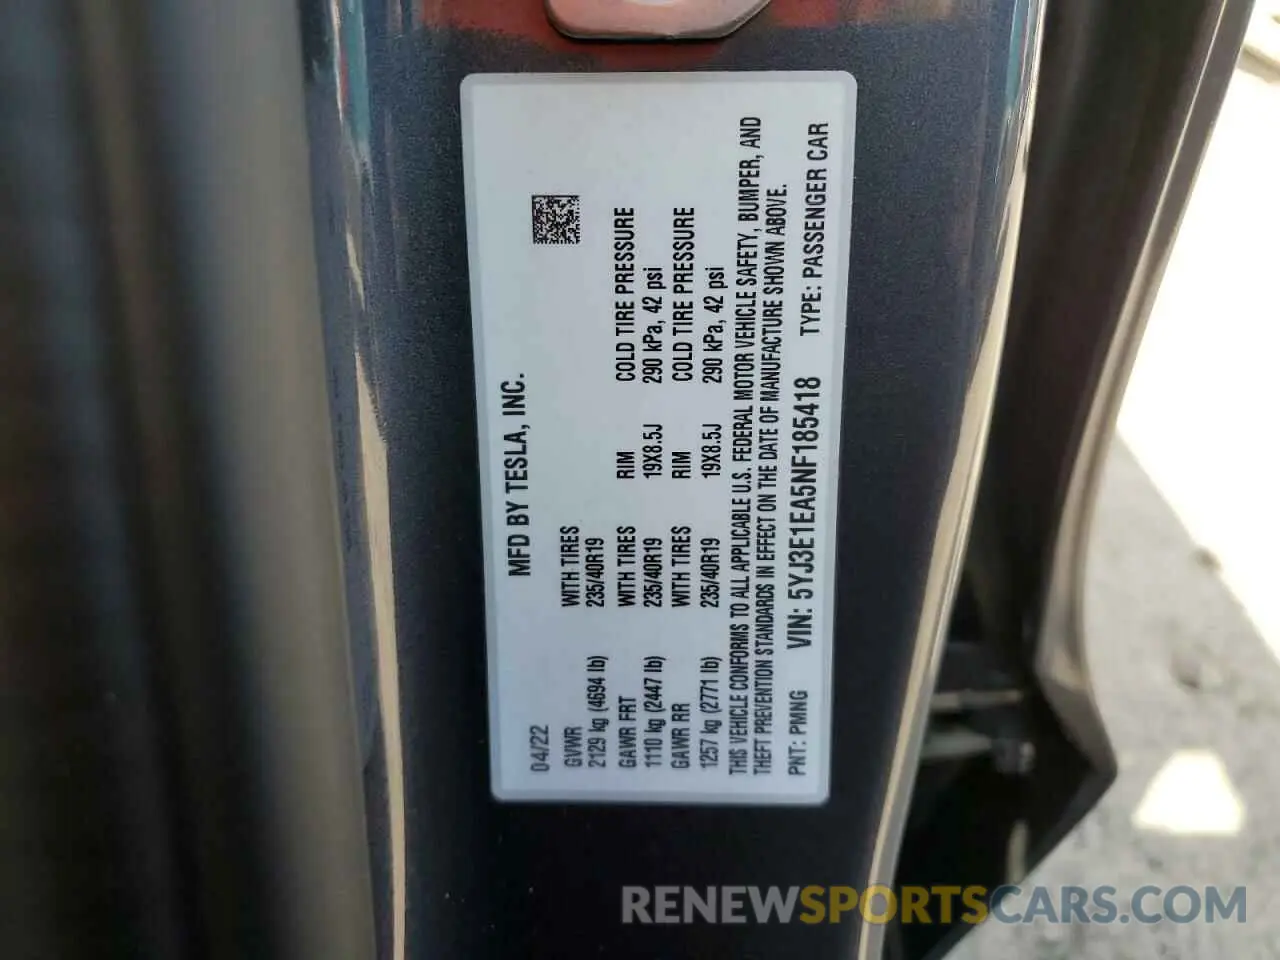 MFD BY TESLA, INC.
04/22
GVWR WITH TIRES
2129 kg (4694 lb) 235/40R19
GAWR FRT WITH TIRES RIM COLD TIRE PRESSURE
1110 kg (2447 lb) 235/40R19 19X8.5J 290 kPa, 42 psi
GAWR RR WITH TIRES RIM COLD TIRE PRESSURE
1257 kg (2771 lb) 235/40R19 19X8.5J 290 kPa, 42 psi
THIS VEHICLE CONFORMS TO ALL APPLICABLE U.S. FEDERAL MOTOR VEHICLE SAFETY, BUMPER, AND
THEFT PREVENTION STANDARDS IN EFFECT ON THE DATE OF MANUFACTURE SHOWN ABOVE.
PNT: PMNG VIN: 5YJ3E1EA5NF185418 TYPE: PASSENGER CAR
RENEWSPORTSCARS.COM